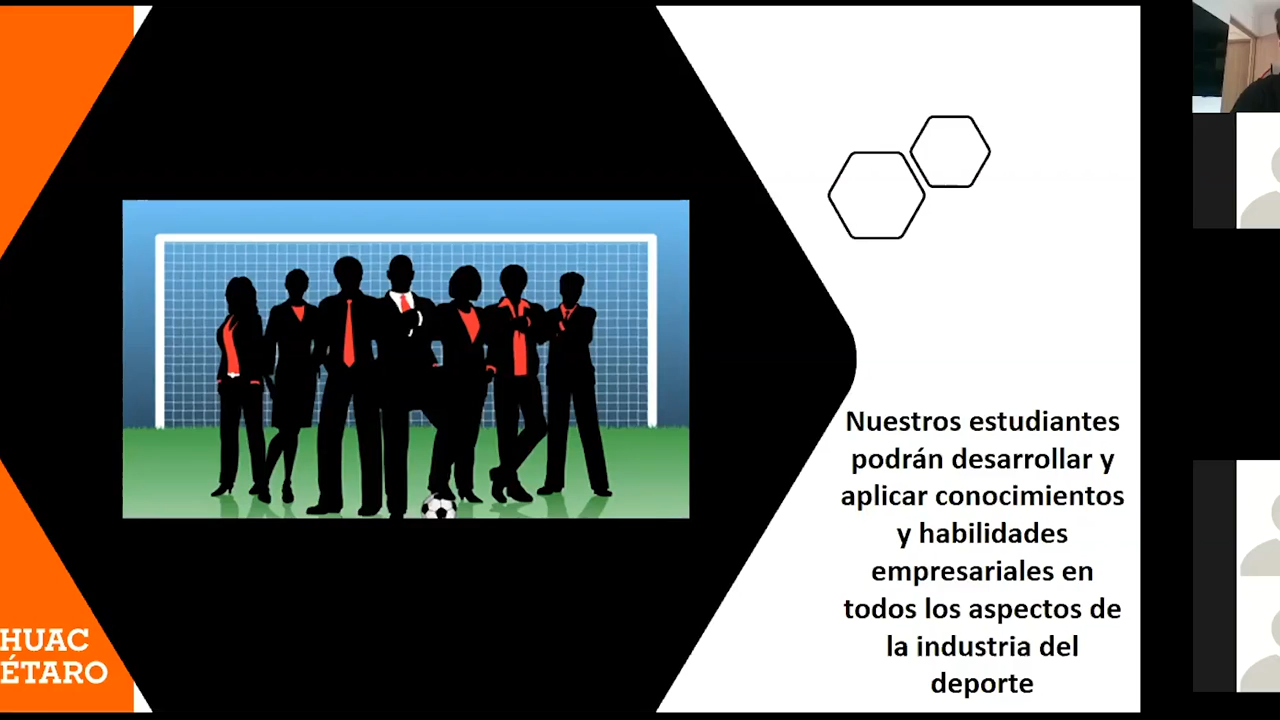 Nuestros estudiantes
podrán desarrollar y
aplicar conocimientos
y habilidades
empresariales en
todos los aspectos de
la industria del
deporte
HUAC
ÉTARO